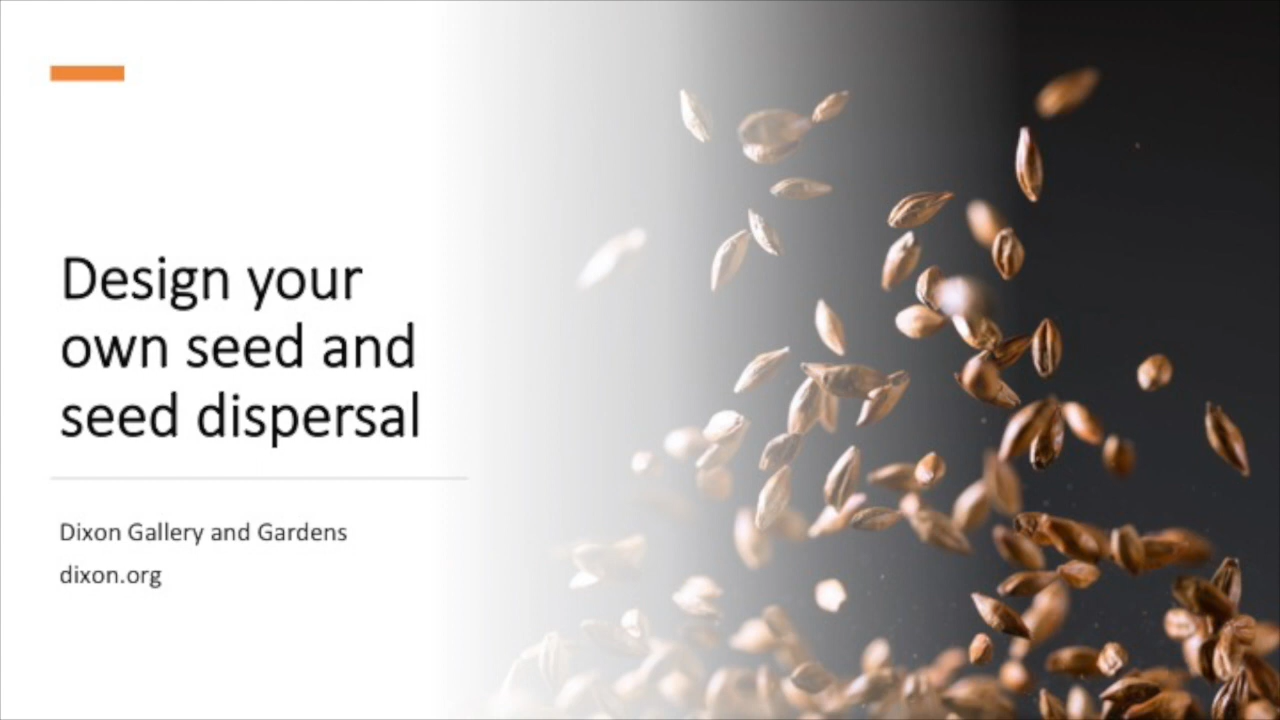 Design your
own seed and
seed dispersal
Dixon Gallery and Gardens
dixon.org